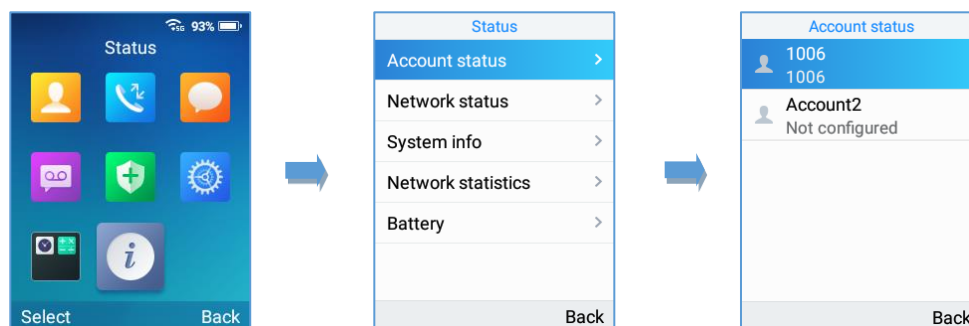 5G 93%
Status
Select Back
Status
Account status
Network status
System info
Network statistics
Battery
Back
Account status
1006
1006
Account2
Not configured
Back